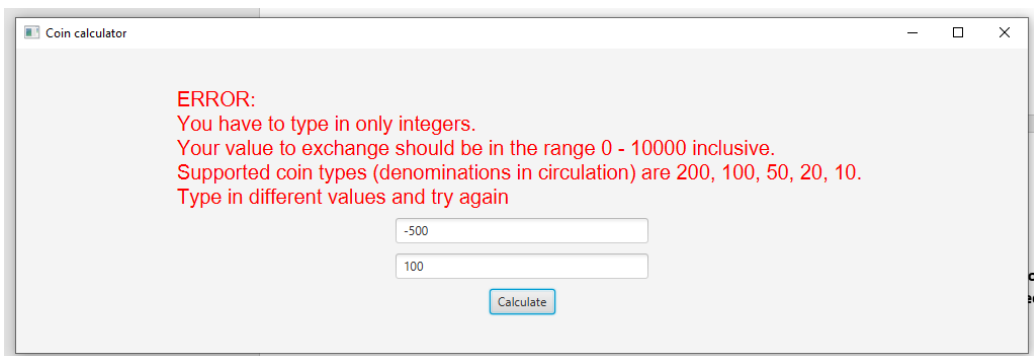 Coin calculator
ERROR:
You have to type in only integers.
Your value to exchange should be in the range 0 - 10000 inclusive.
Supported coin types (denominations in circulation) are 200, 100, 50, 20, 10.
Type in different values and try again
-500
100
Calculate